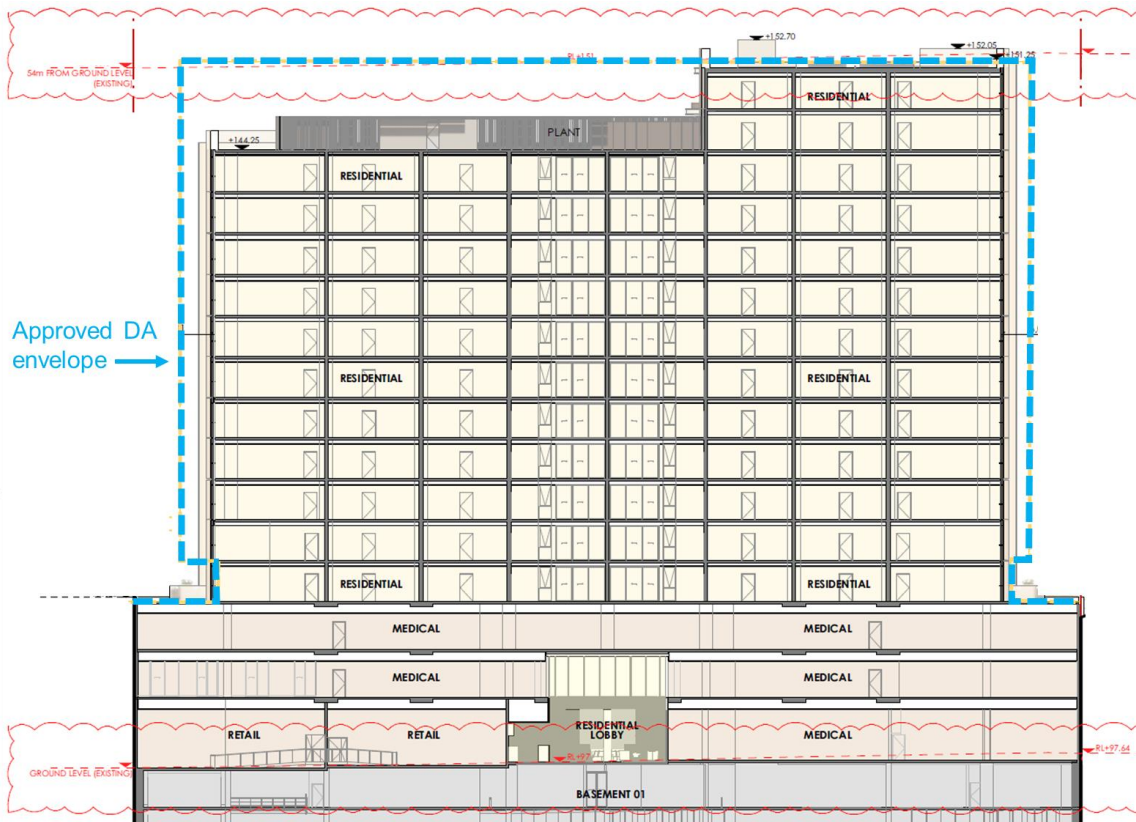 +152.70
+152.05
+151.25
RL+151
54m FROM GROUND LEVEL
(EXISTING)
RESIDENTIAL
PLANT
+144.25
RESIDENTIAL
Approved DA
envelope
RESIDENTIAL
RESIDENTIAL
RESIDENTIAL
RESIDENTIAL
MEDICAL
MEDICAL
MEDICAL
MEDICAL
RETAIL
RETAIL
RESIDENTIAL
LOBBY
MEDICAL
RL+97.64
GROUND LEVEL (EXISTING)
BASEMENT 01